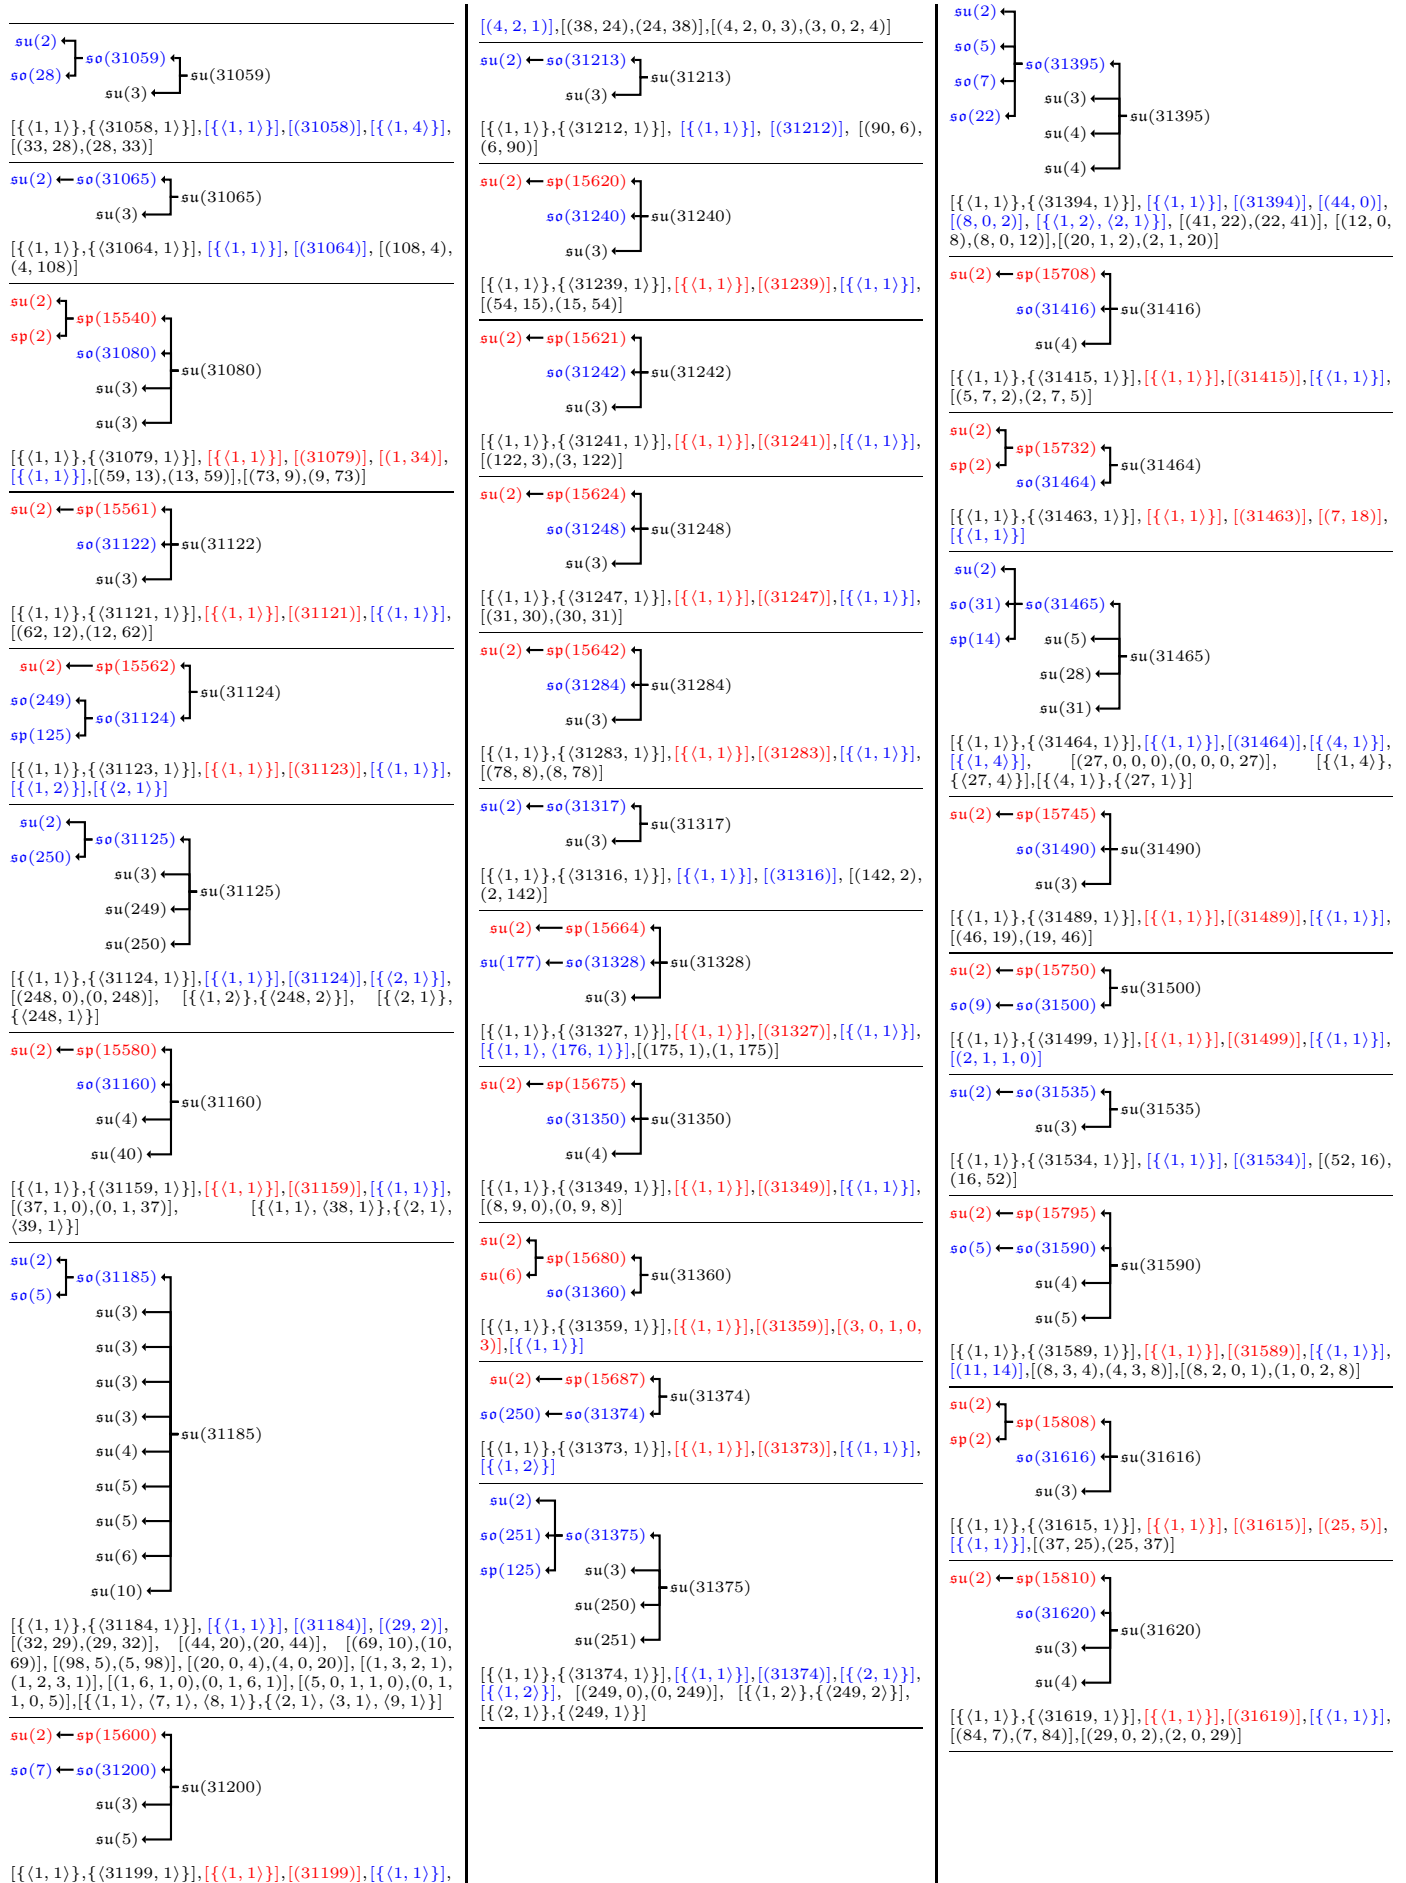 su(2)
so(31059)
so(28)
su(31059)
su(3)
[{⟨1, 1⟩},{⟨31058, 1⟩}],[{⟨1, 1⟩}],[(31058)],[{⟨1, 4⟩}],
[(33, 28),(28, 33)]
su(2) so(31065)
su(31065)
su(3)
[{⟨1, 1⟩},{⟨31064, 1⟩}], [{⟨1, 1⟩}], [(31064)], [(108, 4),
(4, 108)]
su(2)
sp(15540)
sp(2)
so(31080)
su(31080)
su(3)
su(3)
[{⟨1, 1⟩},{⟨31079, 1⟩}], [{⟨1, 1⟩}], [(31079)], [(1, 34)],
[{⟨1, 1⟩}],[(59, 13),(13, 59)],[(73, 9),(9, 73)]
su(2) sp(15561)
so(31122) su(31122)
su(3)
[{⟨1, 1⟩},{⟨31121, 1⟩}],[{⟨1, 1⟩}],[(31121)],[{⟨1, 1⟩}],
[(62, 12),(12, 62)]
su(2) sp(15562)
su(31124)
so(249)
so(31124)
sp(125)
[{⟨1, 1⟩},{⟨31123, 1⟩}],[{⟨1, 1⟩}],[(31123)],[{⟨1, 1⟩}],
[{⟨1, 2⟩}],[{⟨2, 1⟩}]
su(2)
so(31125)
so(250)
su(3)
su(31125)
su(249)
su(250)
[{⟨1, 1⟩},{⟨31124, 1⟩}],[{⟨1, 1⟩}],[(31124)],[{⟨2, 1⟩}],
[(248, 0),(0, 248)], [{⟨1, 2⟩},{⟨248, 2⟩}], [{⟨2, 1⟩},
{⟨248, 1⟩}]
su(2) sp(15580)
so(31160)
su(31160)
su(4)
su(40)
[{⟨1, 1⟩},{⟨31159, 1⟩}],[{⟨1, 1⟩}],[(31159)],[{⟨1, 1⟩}],
[(37, 1, 0),(0, 1, 37)], [{⟨1, 1⟩, ⟨38, 1⟩},{⟨2, 1⟩,
⟨39, 1⟩}]
su(2)
so(31185)
so(5)
su(3)
su(3)
su(3)
su(3)
su(31185)
su(4)
su(5)
su(5)
su(6)
su(10)
[{⟨1, 1⟩},{⟨31184, 1⟩}], [{⟨1, 1⟩}], [(31184)], [(29, 2)],
[(32, 29),(29, 32)], [(44, 20),(20, 44)], [(69, 10),(10,
69)], [(98, 5),(5, 98)], [(20, 0, 4),(4, 0, 20)], [(1, 3, 2, 1),
(1, 2, 3, 1)], [(1, 6, 1, 0),(0, 1, 6, 1)], [(5, 0, 1, 1, 0),(0, 1,
1, 0, 5)],[{⟨1, 1⟩, ⟨7, 1⟩, ⟨8, 1⟩},{⟨2, 1⟩, ⟨3, 1⟩, ⟨9, 1⟩}]
su(2) sp(15600)
so(7) so(31200)
su(31200)
su(3)
su(5)
[{⟨1, 1⟩},{⟨31199, 1⟩}],[{⟨1, 1⟩}],[(31199)],[{⟨1, 1⟩}],
[(4, 2, 1)],[(38, 24),(24, 38)],[(4, 2, 0, 3),(3, 0, 2, 4)]
su(2) so(31213)
su(31213)
su(3)
[{⟨1, 1⟩},{⟨31212, 1⟩}], [{⟨1, 1⟩}], [(31212)], [(90, 6),
(6, 90)]
su(2) sp(15620)
so(31240) su(31240)
su(3)
[{⟨1, 1⟩},{⟨31239, 1⟩}],[{⟨1, 1⟩}],[(31239)],[{⟨1, 1⟩}],
[(54, 15),(15, 54)]
su(2) sp(15621)
so(31242) su(31242)
su(3)
[{⟨1, 1⟩},{⟨31241, 1⟩}],[{⟨1, 1⟩}],[(31241)],[{⟨1, 1⟩}],
[(122, 3),(3, 122)]
su(2) sp(15624)
so(31248) su(31248)
su(3)
[{⟨1, 1⟩},{⟨31247, 1⟩}],[{⟨1, 1⟩}],[(31247)],[{⟨1, 1⟩}],
[(31, 30),(30, 31)]
su(2) sp(15642)
so(31284) su(31284)
su(3)
[{⟨1, 1⟩},{⟨31283, 1⟩}],[{⟨1, 1⟩}],[(31283)],[{⟨1, 1⟩}],
[(78, 8),(8, 78)]
su(2) so(31317)
su(31317)
su(3)
[{⟨1, 1⟩},{⟨31316, 1⟩}], [{⟨1, 1⟩}], [(31316)], [(142, 2),
(2, 142)]
su(2) sp(15664)
su(177) so(31328) su(31328)
su(3)
[{⟨1, 1⟩},{⟨31327, 1⟩}],[{⟨1, 1⟩}],[(31327)],[{⟨1, 1⟩}],
[{⟨1, 1⟩, ⟨176, 1⟩}],[(175, 1),(1, 175)]
su(2) sp(15675)
so(31350) su(31350)
su(4)
[{⟨1, 1⟩},{⟨31349, 1⟩}],[{⟨1, 1⟩}],[(31349)],[{⟨1, 1⟩}],
[(8, 9, 0),(0, 9, 8)]
su(2)
sp(15680)
su(6)
su(31360)
so(31360)
[{⟨1, 1⟩},{⟨31359, 1⟩}],[{⟨1, 1⟩}],[(31359)],[(3, 0, 1, 0,
3)],[{⟨1, 1⟩}]
su(2) sp(15687)
su(31374)
so(250) so(31374)
[{⟨1, 1⟩},{⟨31373, 1⟩}],[{⟨1, 1⟩}],[(31373)],[{⟨1, 1⟩}],
[{⟨1, 2⟩}]
su(2)
so(251) so(31375)
sp(125) su(3)
su(31375)
su(250)
su(251)
[{⟨1, 1⟩},{⟨31374, 1⟩}],[{⟨1, 1⟩}],[(31374)],[{⟨2, 1⟩}],
[{⟨1, 2⟩}], [(249, 0),(0, 249)], [{⟨1, 2⟩},{⟨249, 2⟩}],
[{⟨2, 1⟩},{⟨249, 1⟩}]
su(2)
so(5)
so(31395)
so(7)
su(3)
so(22)
su(31395)
su(4)
su(4)
[{⟨1, 1⟩},{⟨31394, 1⟩}], [{⟨1, 1⟩}], [(31394)], [(44, 0)],
[(8, 0, 2)], [{⟨1, 2⟩, ⟨2, 1⟩}], [(41, 22),(22, 41)], [(12, 0,
8),(8, 0, 12)],[(20, 1, 2),(2, 1, 20)]
su(2) sp(15708)
so(31416) su(31416)
su(4)
[{⟨1, 1⟩},{⟨31415, 1⟩}],[{⟨1, 1⟩}],[(31415)],[{⟨1, 1⟩}],
[(5, 7, 2),(2, 7, 5)]
su(2)
sp(15732)
sp(2)
su(31464)
so(31464)
[{⟨1, 1⟩},{⟨31463, 1⟩}], [{⟨1, 1⟩}], [(31463)], [(7, 18)],
[{⟨1, 1⟩}]
su(2)
so(31) so(31465)
sp(14) su(5)
su(31465)
su(28)
su(31)
[{⟨1, 1⟩},{⟨31464, 1⟩}],[{⟨1, 1⟩}],[(31464)],[{⟨4, 1⟩}],
[{⟨1, 4⟩}], [(27, 0, 0, 0),(0, 0, 0, 27)], [{⟨1, 4⟩},
{⟨27, 4⟩}],[{⟨4, 1⟩},{⟨27, 1⟩}]
su(2) sp(15745)
so(31490) su(31490)
su(3)
[{⟨1, 1⟩},{⟨31489, 1⟩}],[{⟨1, 1⟩}],[(31489)],[{⟨1, 1⟩}],
[(46, 19),(19, 46)]
su(2) sp(15750)
su(31500)
so(9) so(31500)
[{⟨1, 1⟩},{⟨31499, 1⟩}],[{⟨1, 1⟩}],[(31499)],[{⟨1, 1⟩}],
[(2, 1, 1, 0)]
su(2) so(31535)
su(31535)
su(3)
[{⟨1, 1⟩},{⟨31534, 1⟩}], [{⟨1, 1⟩}], [(31534)], [(52, 16),
(16, 52)]
su(2) sp(15795)
so(5) so(31590)
su(31590)
su(4)
su(5)
[{⟨1, 1⟩},{⟨31589, 1⟩}],[{⟨1, 1⟩}],[(31589)],[{⟨1, 1⟩}],
[(11, 14)],[(8, 3, 4),(4, 3, 8)],[(8, 2, 0, 1),(1, 0, 2, 8)]
su(2)
sp(15808)
sp(2)
so(31616) su(31616)
su(3)
[{⟨1, 1⟩},{⟨31615, 1⟩}], [{⟨1, 1⟩}], [(31615)], [(25, 5)],
[{⟨1, 1⟩}],[(37, 25),(25, 37)]
su(2) sp(15810)
so(31620)
su(31620)
su(3)
su(4)
[{⟨1, 1⟩},{⟨31619, 1⟩}],[{⟨1, 1⟩}],[(31619)],[{⟨1, 1⟩}],
[(84, 7),(7, 84)],[(29, 0, 2),(2, 0, 29)]